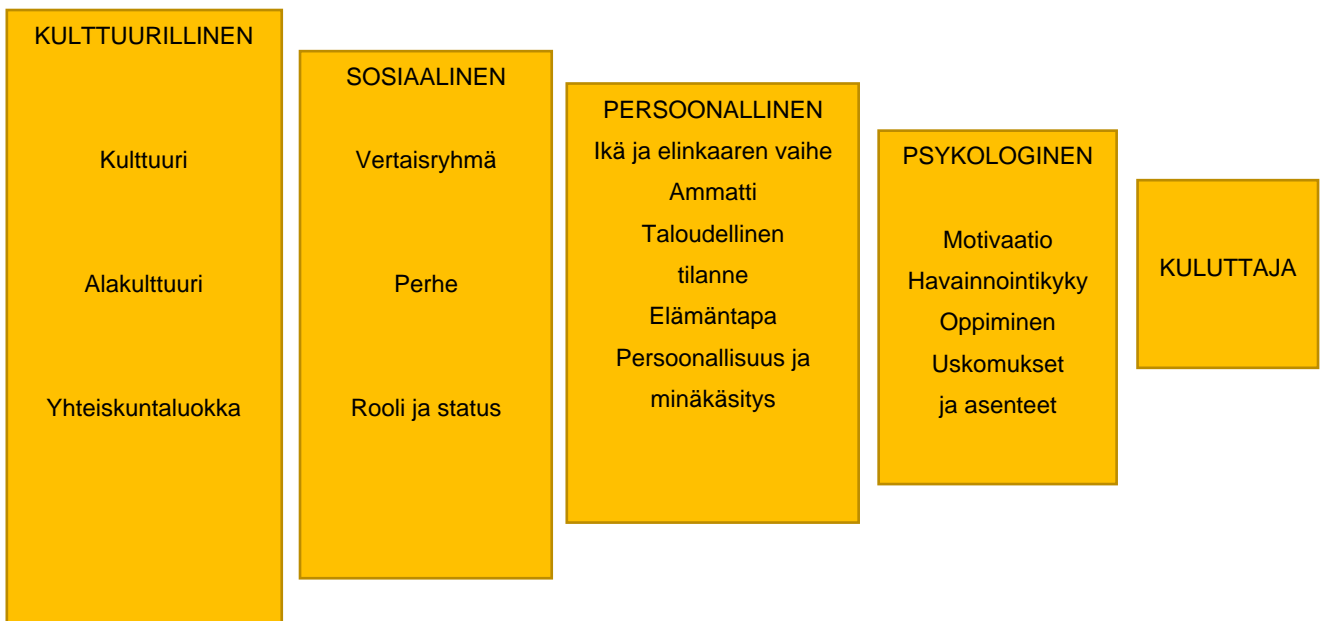 KULTTUURILLINEN
Kulttuuri
Alakulttuuri
Yhteiskuntaluokka
SOSIAALINEN
Vertaisryhmä
Perhe
Rooli ja status
PERSOONALLINEN
Ikä ja elinkaaren vaihe
Ammatti
Taloudellinen
tilanne
Elämäntapa
Persoonallisuus ja
minäkäsitys
PSYKOLOGINEN
Motivaatio
Havainnointikyky
Oppiminen
Uskomukset
ja asenteet
KULUTTAJA